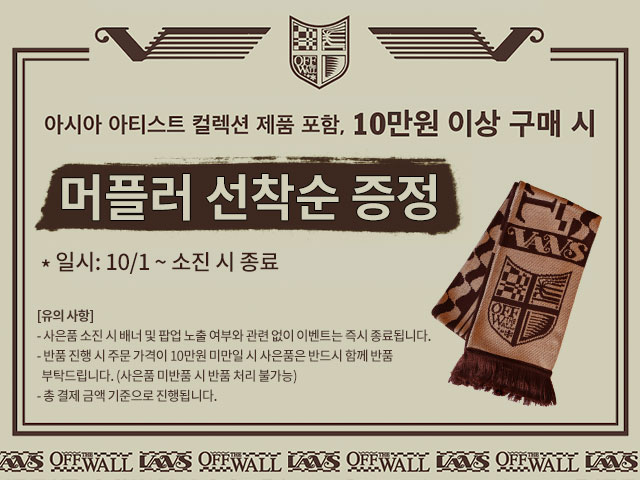 OFF
THE
WALL
아시아 아티스트 컬렉션 제품 포함, 10만원 이상 구매 시
머플러 선착순 증정
* 일시: 10/1 ~ 소진 시 종료
VANS
OFF
THE
WALL
[유의 사항]
- 사은품 소진 시 배너 및 팝업 노출 여부와 관련 없이 이벤트는 즉시 종료됩니다.
- 반품 진행 시 주문 가격이 10만원 미만일 시 사은품은 반드시 함께 반품
부탁드립니다. (사은품 미반품 시 반품 처리 불가능)
- 총 결제 금액 기준으로 진행됩니다.
VANS OFF THE WALL VANS OFF THE WALL VANS OFF THE WALL VANS OFF THE WALL VANS